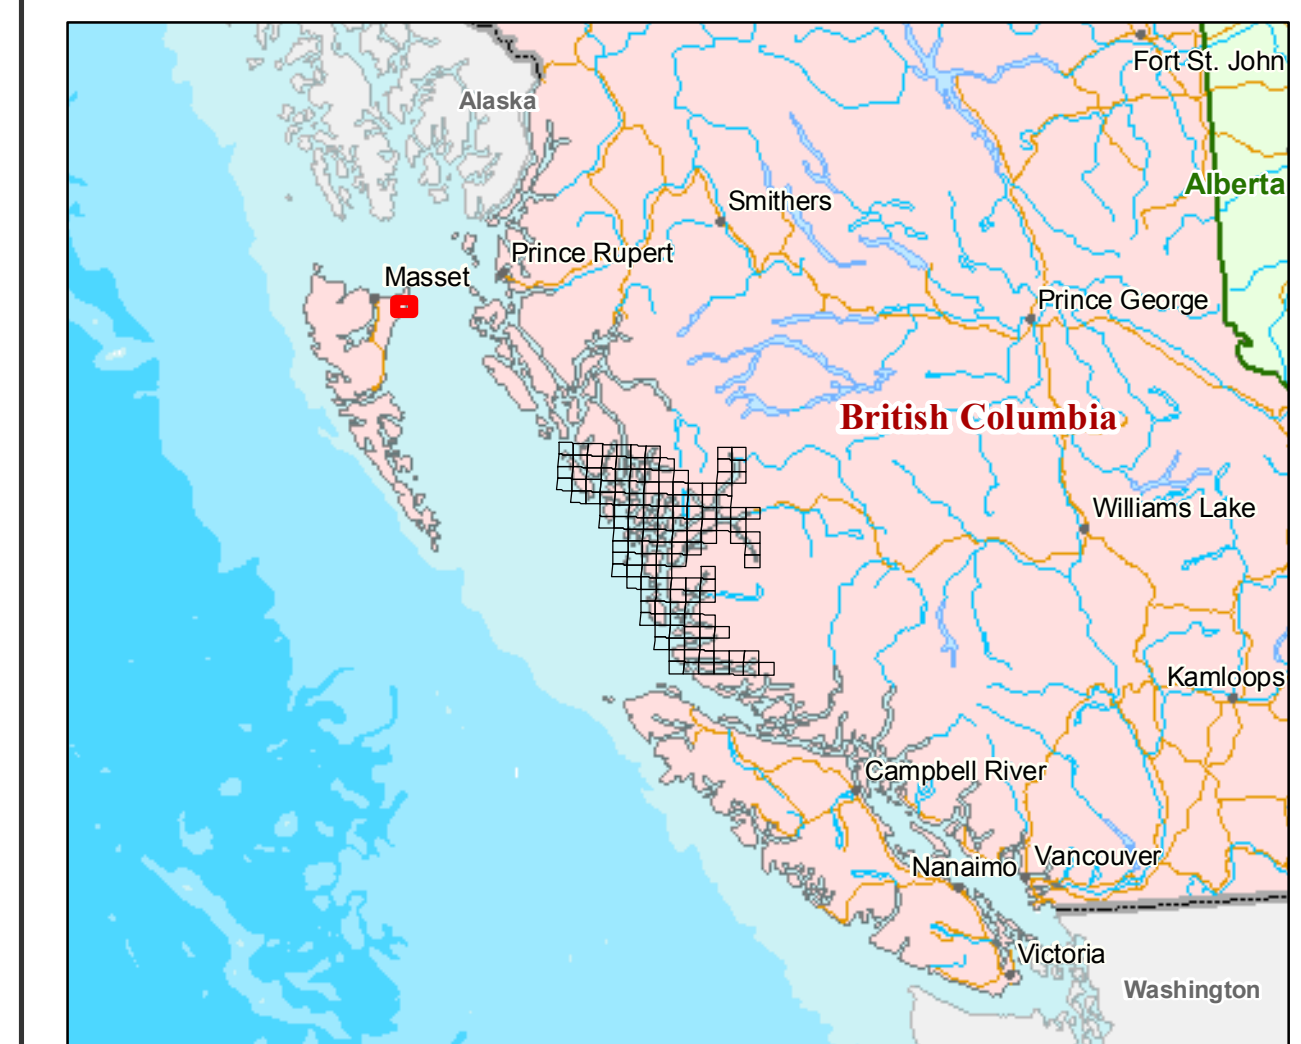 Fort St. John
Alaska
Alberta
Smithers
Prince Rupert
Masset
Prince George
British Columbia
Williams Lake
Kamloops
Campbell River
Vancouver
Nanaimo
Victoria
Washington